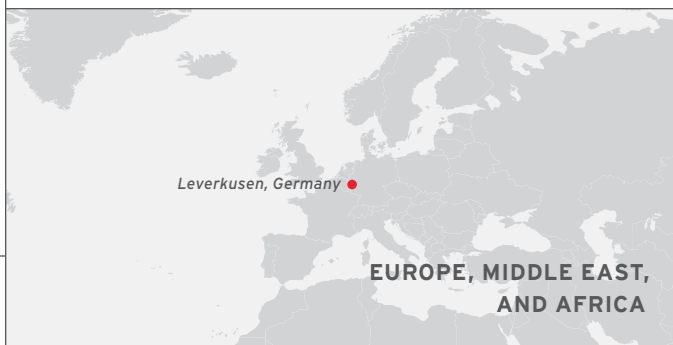 Leverkusen, Germany
EUROPE, MIDDLE EAST,
AND AFRICA